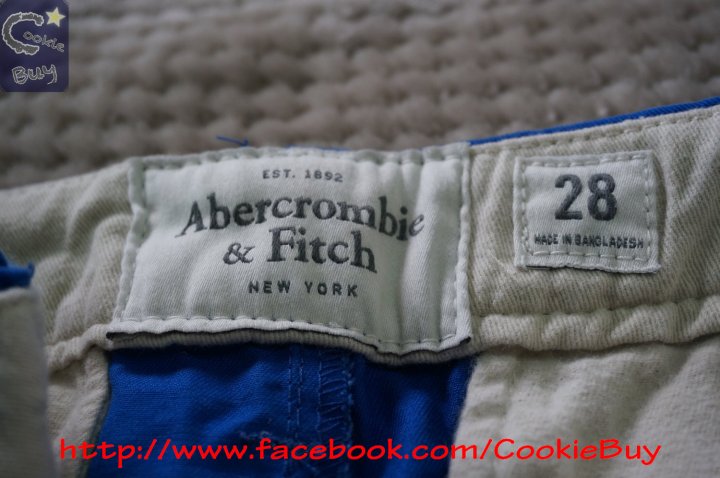 Cookie
Buy
EST. 1892
Abercrombie
& Fitch
NEW YORK
28
MADE IN BANGLADESH
http://www.facebook.com/CookieBuy